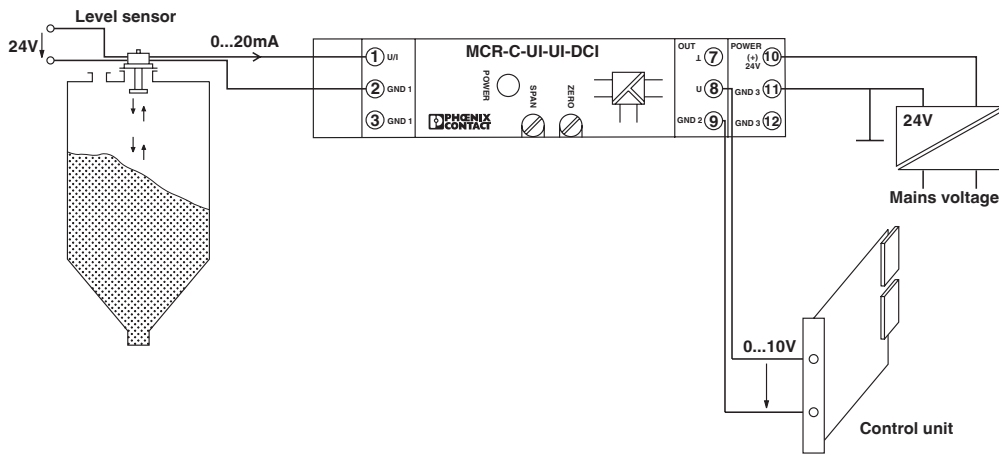 Level sensor
24V
0...20mA
1 U/I
2 GND 1
3 GND 1
MCR-C-UI-UI-DCI
POWER
SPAN
ZERO
PHŒNIX
CONTACT
OUT
⊥ 7
U 8
GND 2 9
POWER
(+)
24V
10
GND 3 11
GND 3 12
24V
Mains voltage
0...10V
Control unit